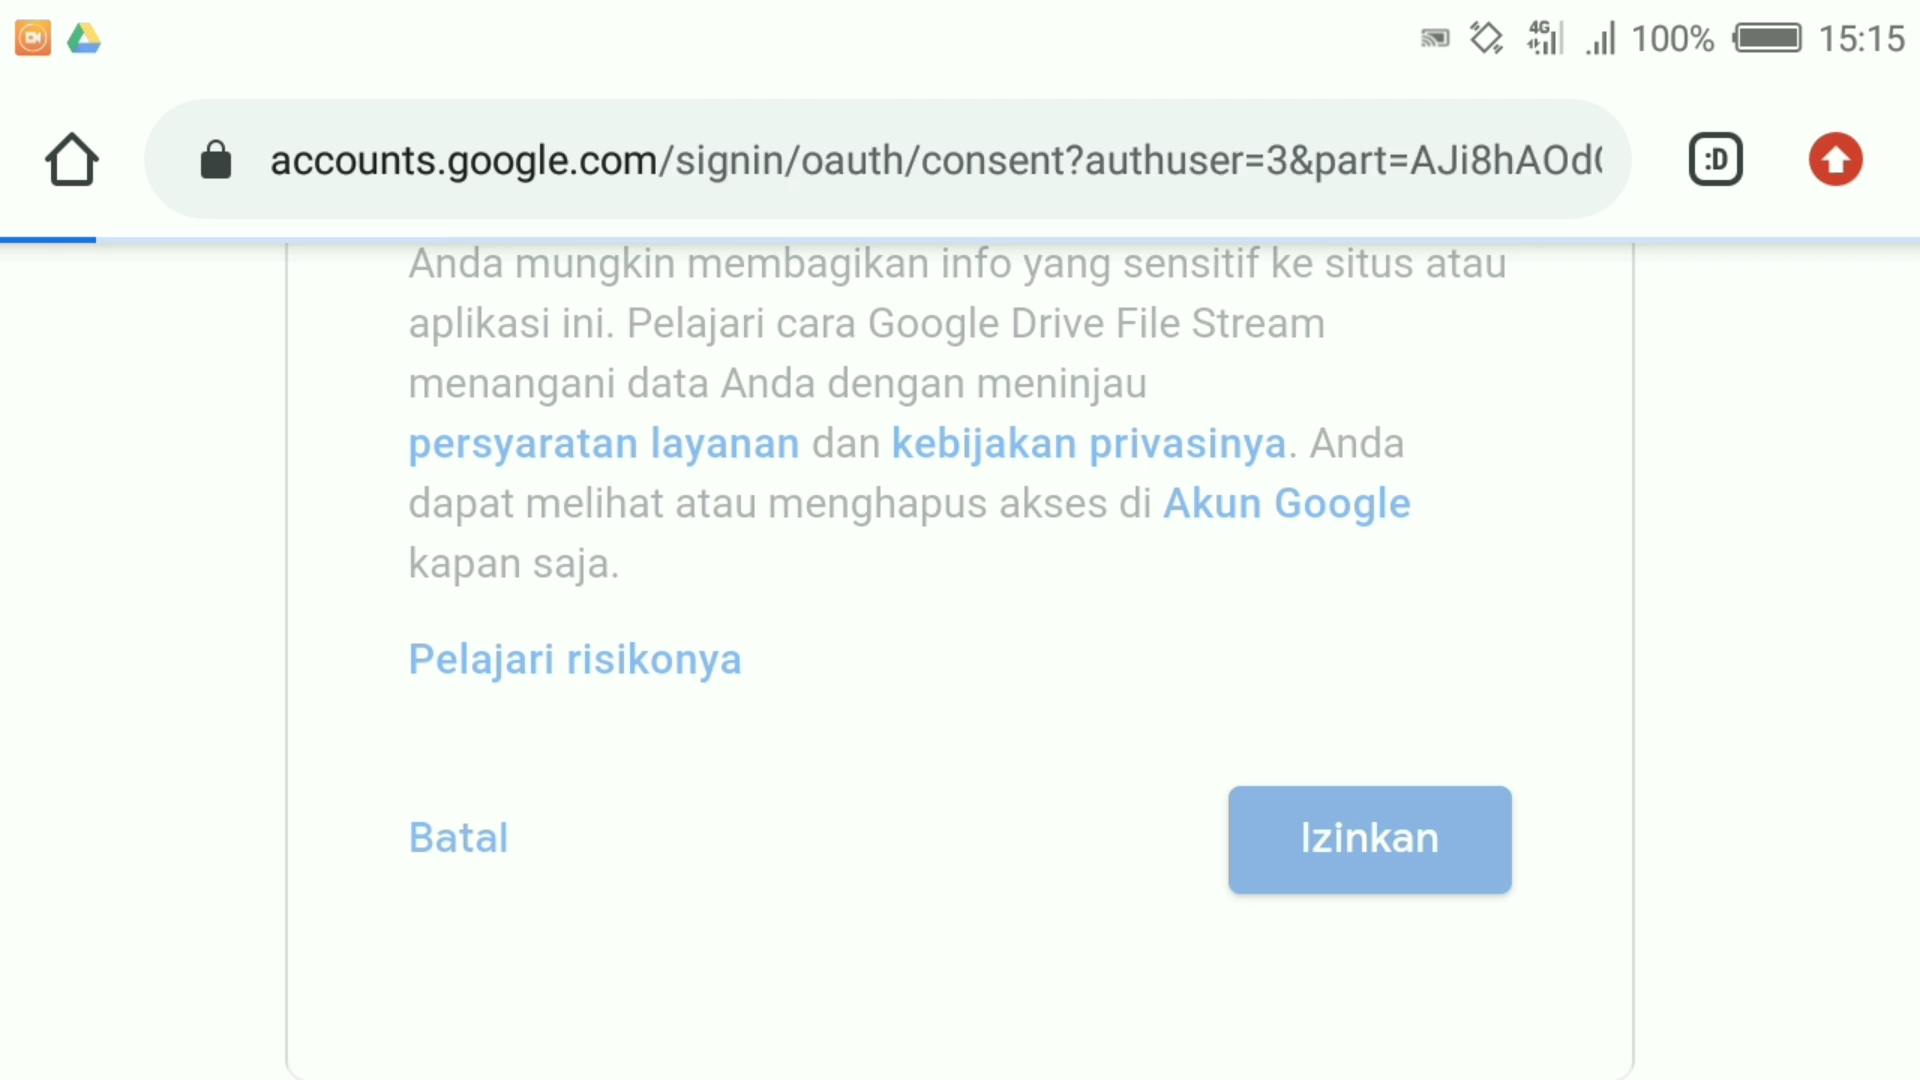 4G 100% 15:15
accounts.google.com/signin/oauth/consent?authuser=3&part=AJi8hAOd
:D
Anda mungkin membagikan info yang sensitif ke situs atau
aplikasi ini. Pelajari cara Google Drive File Stream
menangani data Anda dengan meninjau
persyaratan layanan dan kebijakan privasinya. Anda
dapat melihat atau menghapus akses di Akun Google
kapan saja.
Pelajari risikonya
Batal
Izinkan